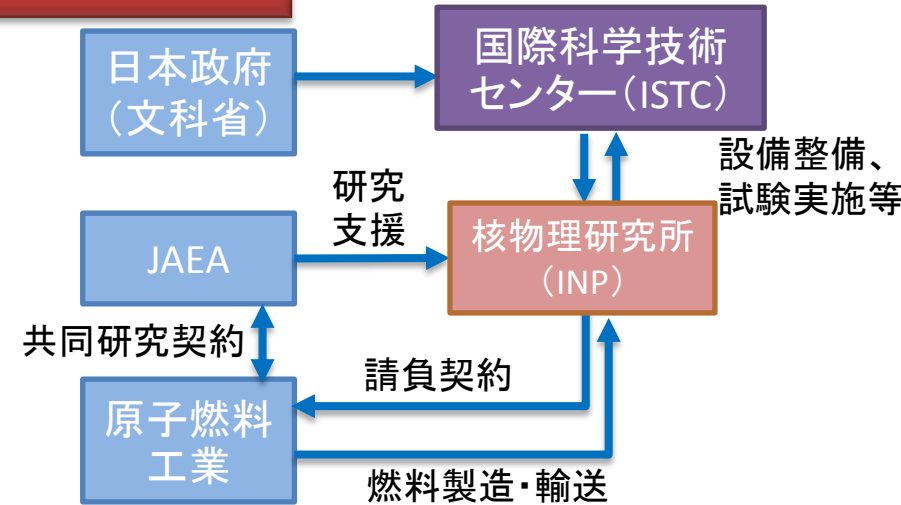 日本政府
（文科省）
国際科学技術
センター（ISTC）
設備整備、
試験実施等
研究
支援
JAEA
核物理研究所
（INP）
共同研究契約
請負契約
原子燃料
工業
燃料製造・輸送